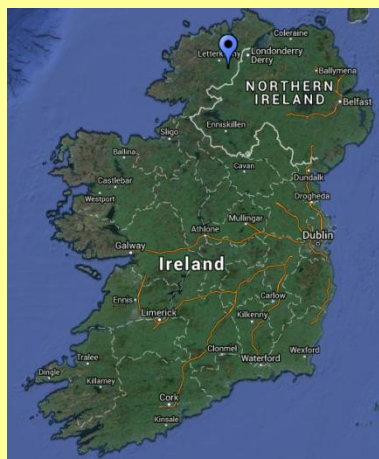 Coleraine
Letterkenny
Londonderry
Derry
Ballymena
NORTHERN
IRELAND
Belfast
Enniskillen
Sligo
Ballina
Cavan
Castlebar
Dundalk
Westport
Drogheda
Mullingar
Athlone
Dublin
Galway
Ireland
Ennis
Carlow
Limerick
Kilkenny
Tralee
Clonmel
Wexford
Dingle
Waterford
Killarney
Cork
Kinsale